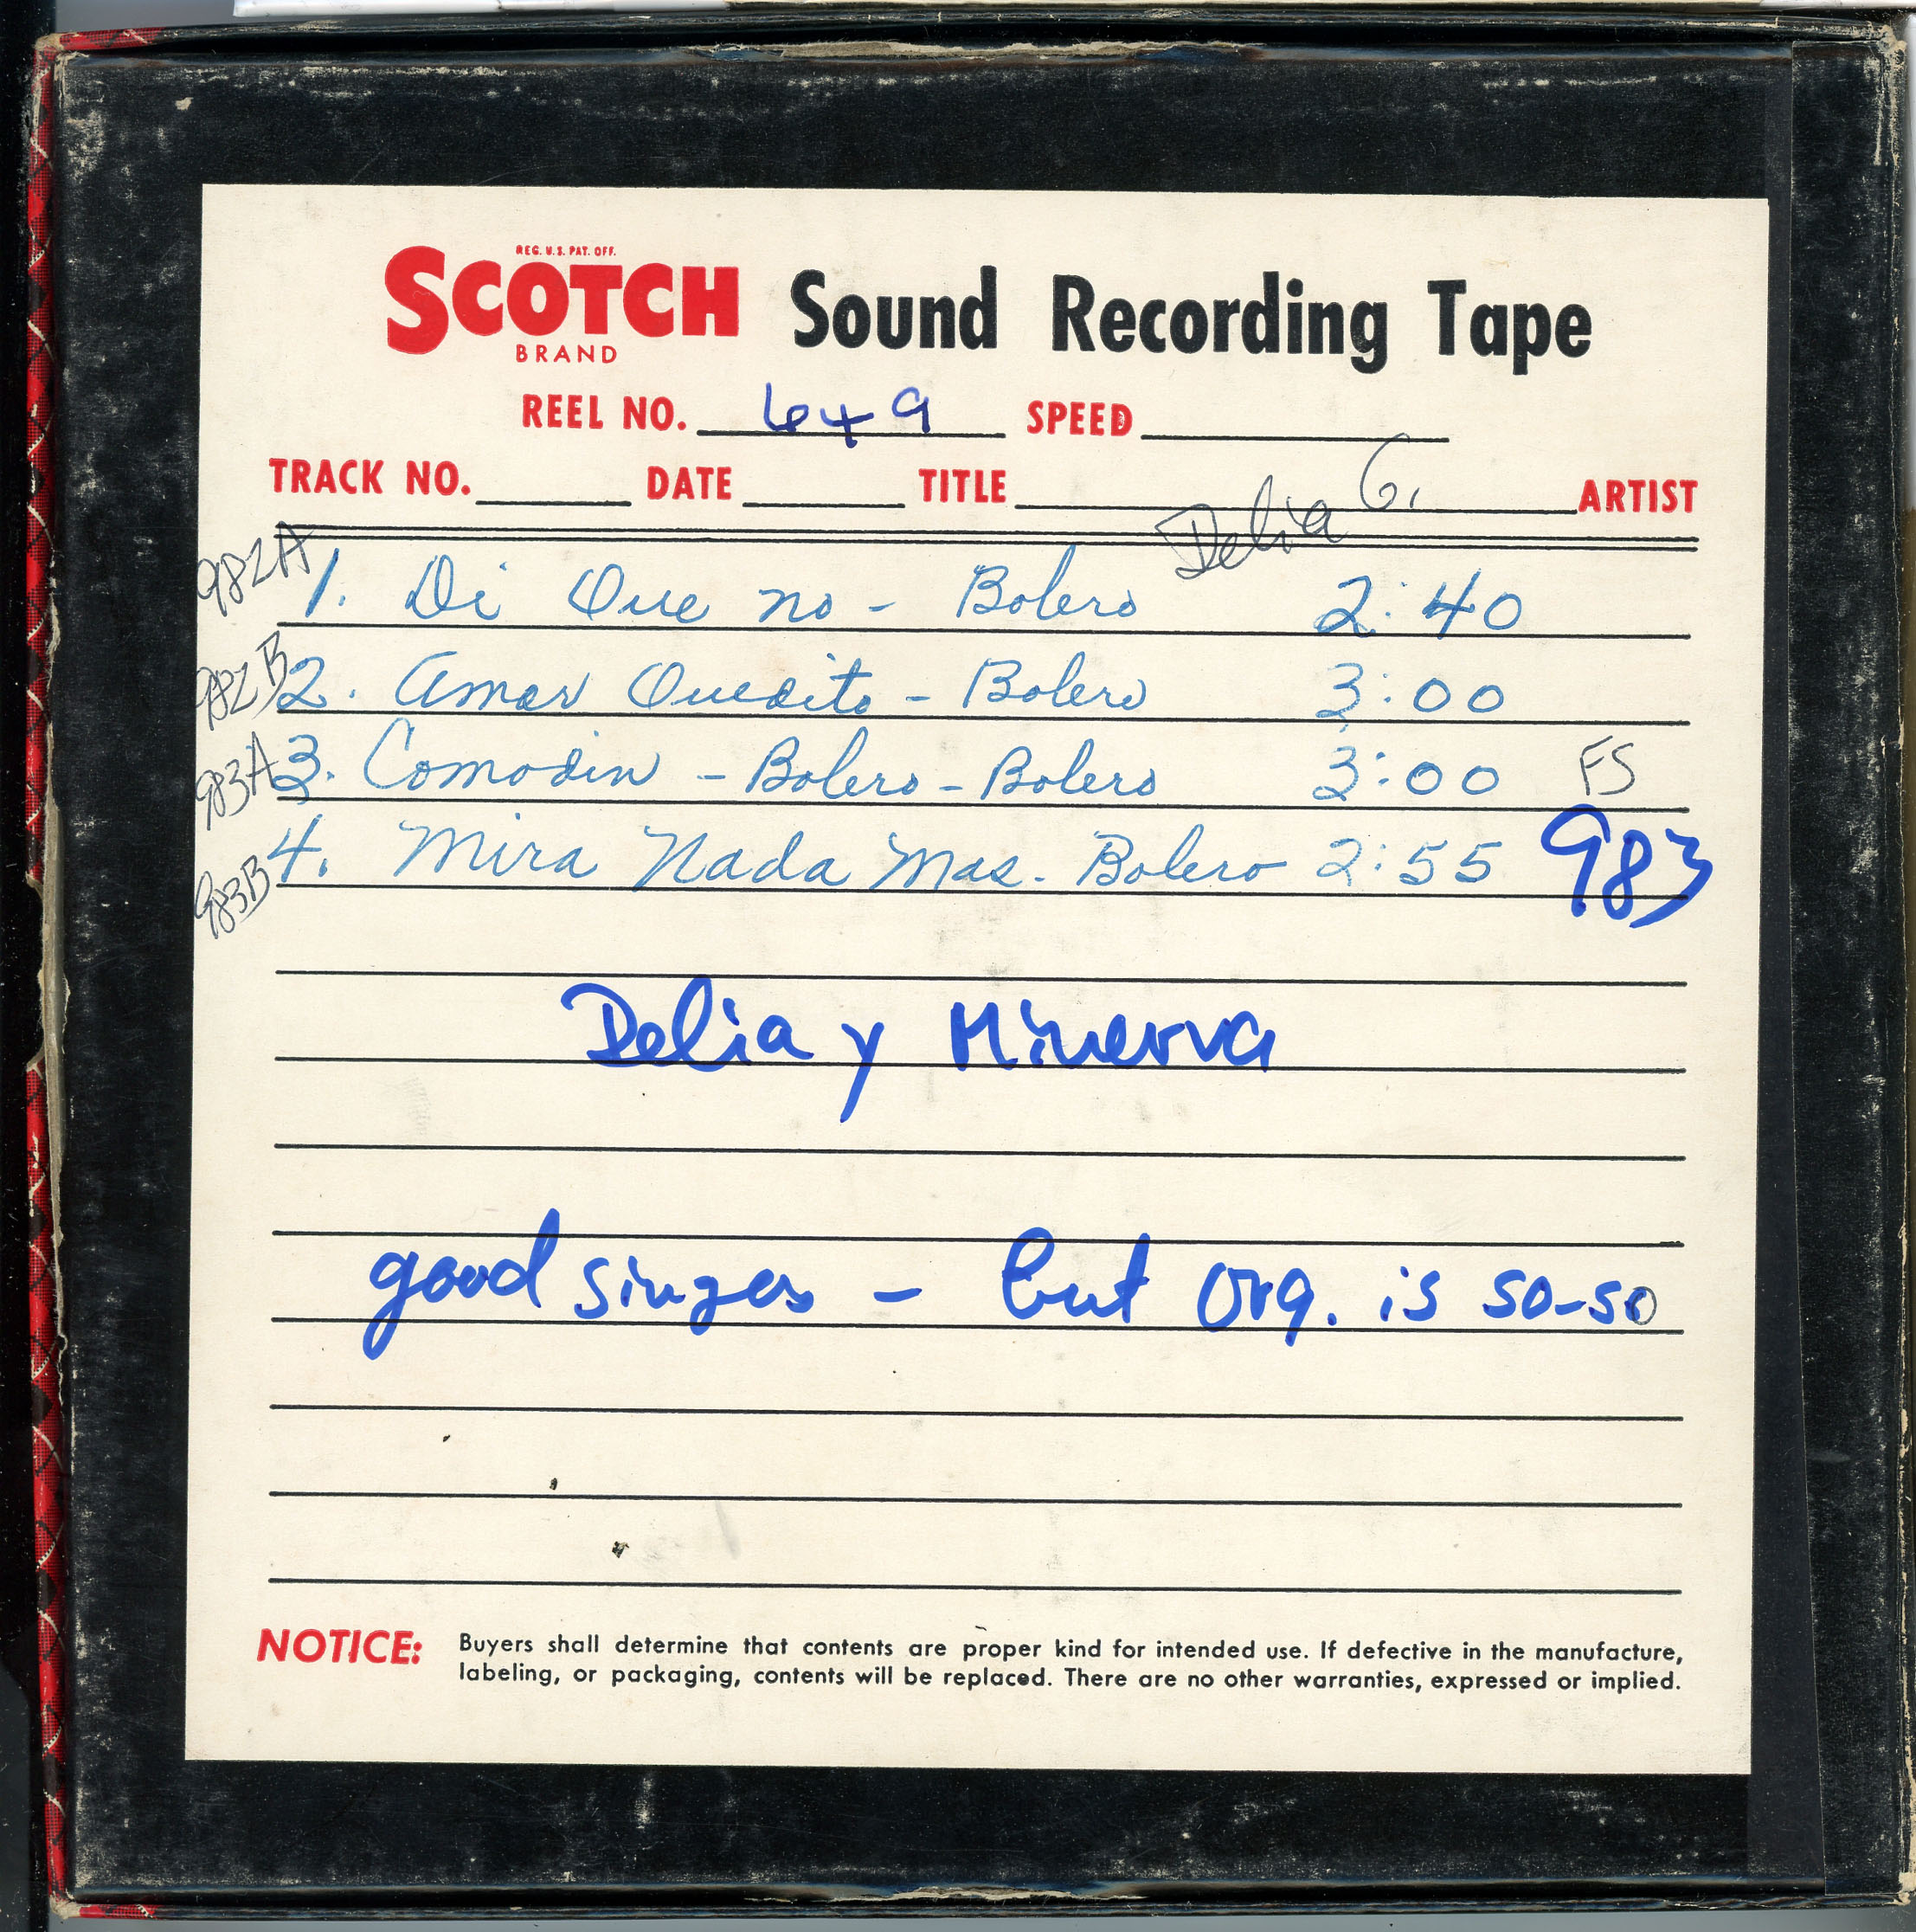 REG. U.S. PAT. OFF.
SCOTCH Sound Recording Tape
BRAND
REEL NO. 649 SPEED
TRACK NO. DATE TITLE ARTIST
Delia G.
982A 1. Di Que no - Bolero 2:40
982B 2. Amor Quedito - Bolero 3:00
983A 3. Comodin - Bolero - Bolero 3:00 FS
983B 4. Mira Nada Mas. Bolero 2:55 983
Delia y Minerva
good singers - but Org. is so-so
NOTICE: Buyers shall determine that contents are proper kind for intended use. If defective in the manufacture,
labeling, or packaging, contents will be replaced. There are no other warranties, expressed or implied.